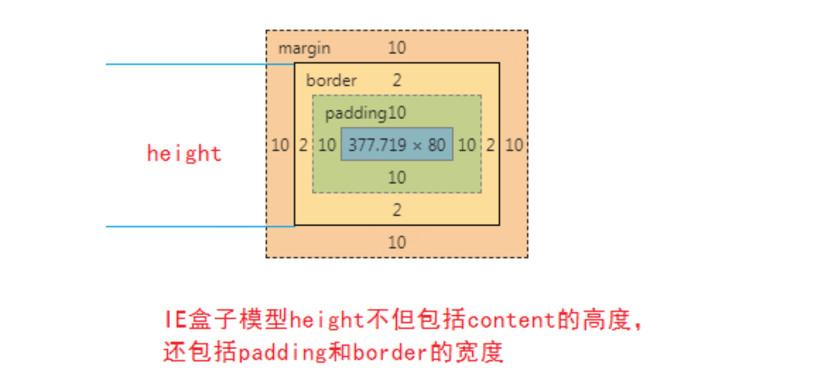 margin 10
border 2
padding10
10 2 10 377.719 × 80 10 2 10
height
10
2
10
IE盒子模型height不但包括content的高度，
还包括padding和border的宽度